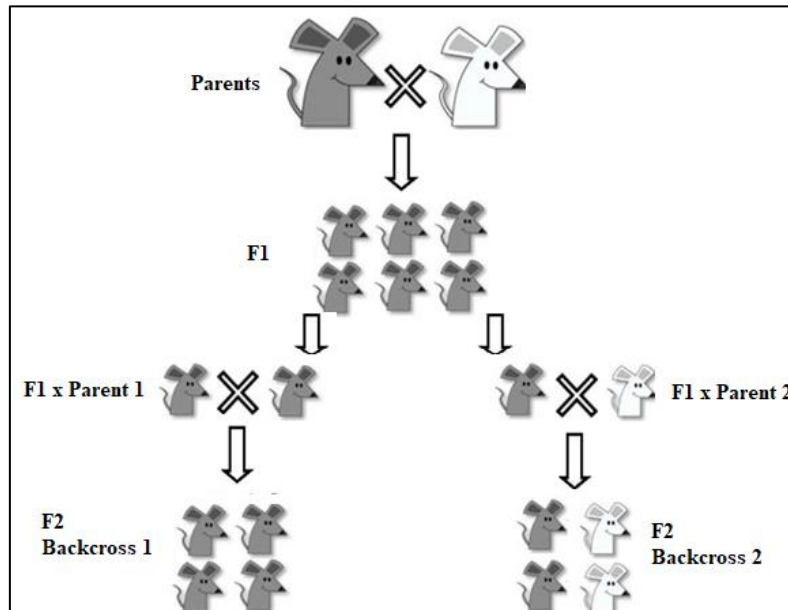 Parents
F1
F1 x Parent 1
F1 x Parent 2
F2
Backcross 1
F2
Backcross 2